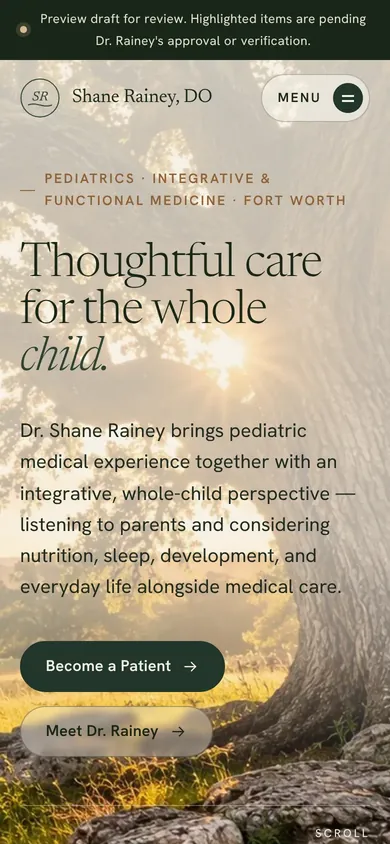 Preview draft for review. Highlighted items are pending
Dr. Rainey's approval or verification.
SR
Shane Rainey, DO
MENU
PEDIATRICS · INTEGRATIVE &
FUNCTIONAL MEDICINE · FORT WORTH
Thoughtful care
for the whole
child.
Dr. Shane Rainey brings pediatric
medical experience together with an
integrative, whole-child perspective —
listening to parents and considering
nutrition, sleep, development, and
everyday life alongside medical care.
Become a Patient →
Meet Dr. Rainey →
SCROLL